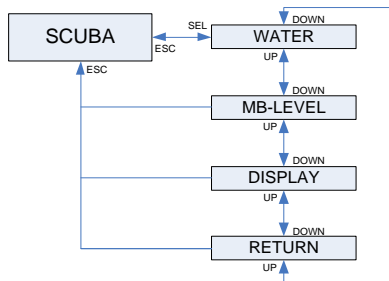 SCUBA
SEL
ESC
ESC
DOWN
WATER
UP
DOWN
MB-LEVEL
UP
DOWN
DISPLAY
UP
DOWN
RETURN
UP